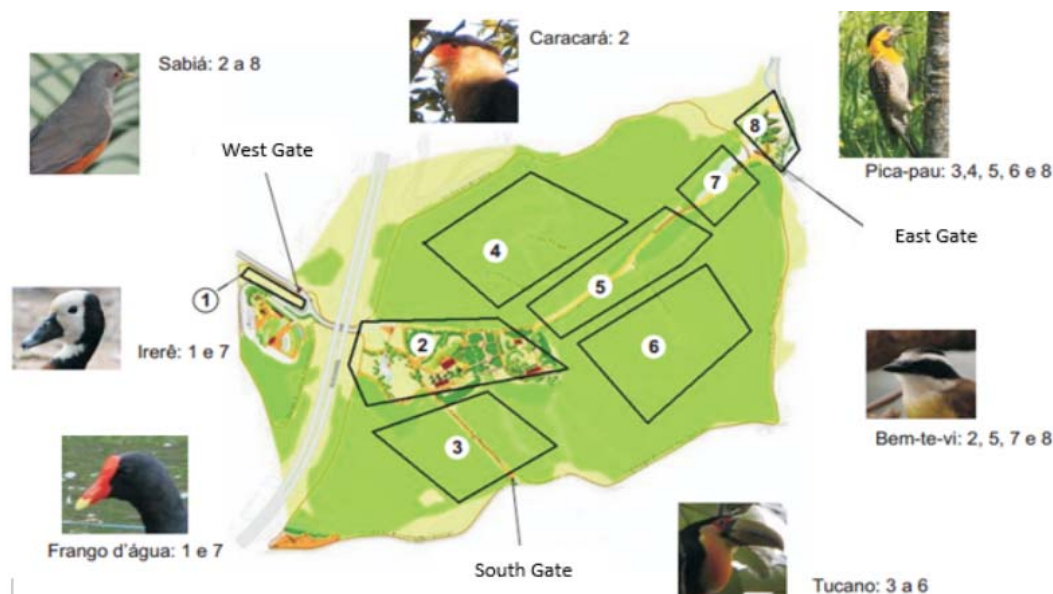 Caracará: 2
Sabiá: 2 a 8
West Gate
8
Pica-pau: 3,4, 5, 6 e 8
7
East Gate
4
5
1
2
6
Irerê: 1 e 7
Bem-te-vi: 2, 5, 7 e 8
3
Frango d'água: 1 e 7
South Gate
Tucano: 3 a 6